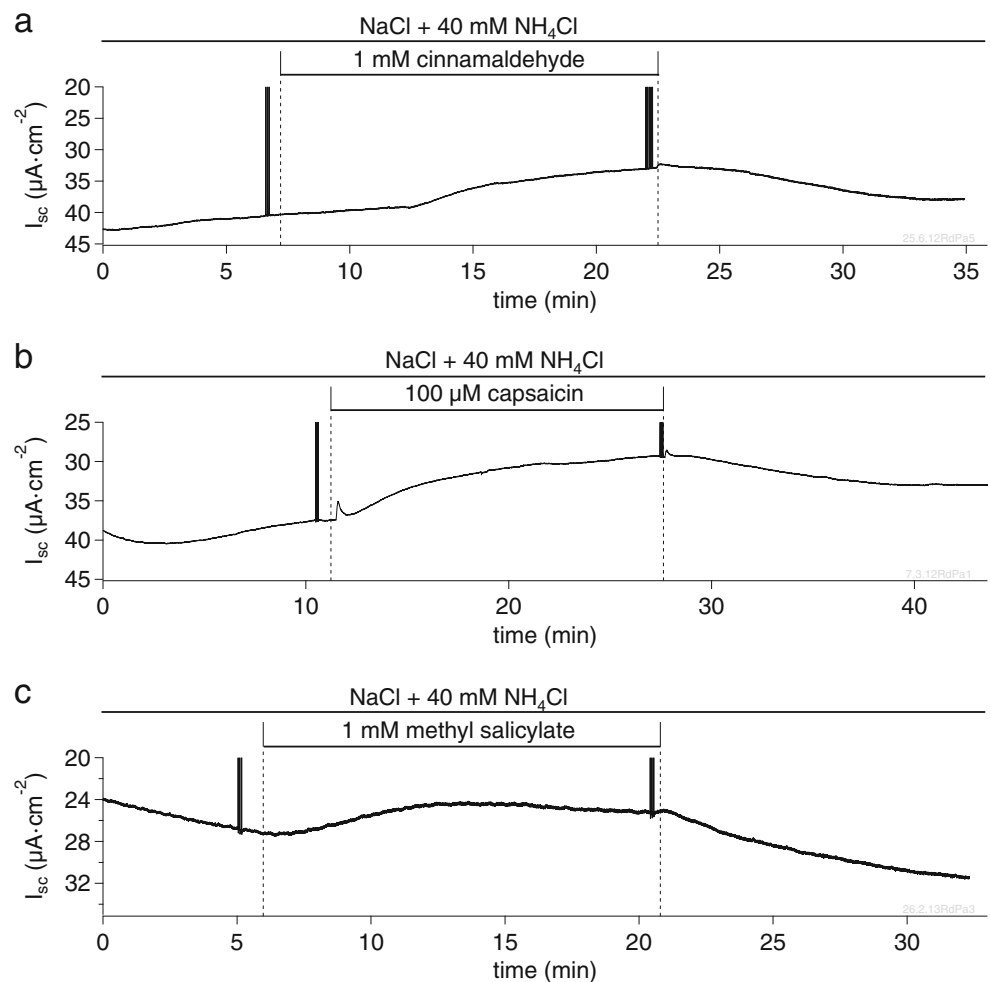 a
NaCl + 40 mM NH₄Cl
1 mM cinnamaldehyde
Isc (µA·cm⁻²)
20
25
30
35
40
45
25.6.12RdPa5
0 5 10 15 20 25 30 35
time (min)
b
NaCl + 40 mM NH₄Cl
100 µM capsaicin
Isc (µA·cm⁻²)
25
30
35
40
45
7.3.12RdPa1
0 10 20 30 40
time (min)
c
NaCl + 40 mM NH₄Cl
1 mM methyl salicylate
Isc (µA·cm⁻²)
20
24
28
32
26.2.13RdPa3
0 5 10 15 20 25 30
time (min)